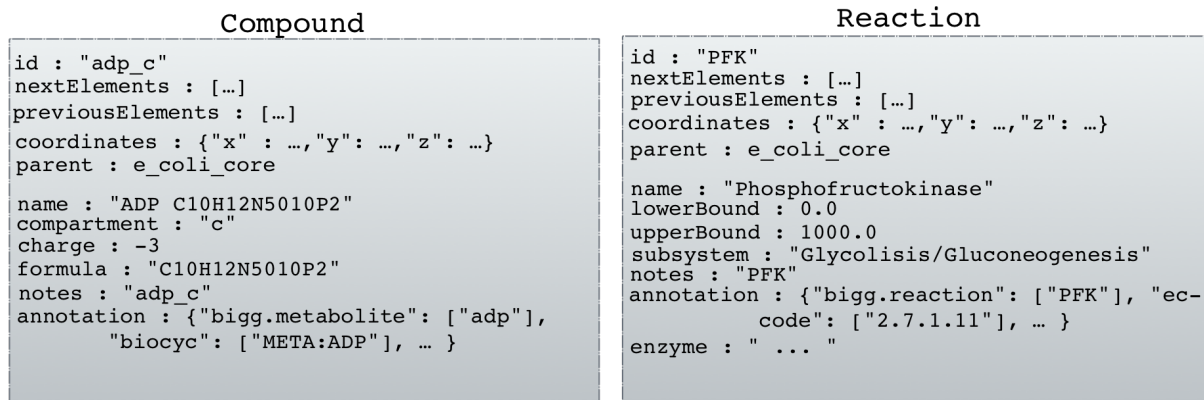 Compound
id : "adp_c"
nextElements : […]
previousElements : […]
coordinates : {"x" : …,"y": …,"z": …}
parent : e_coli_core
name : "ADP C10H12N5010P2"
compartment : "c"
charge : -3
formula : "C10H12N5010P2"
notes : "adp_c"
annotation : {"bigg.metabolite": ["adp"],
"biocyc": ["META:ADP"], … }
Reaction
id : "PFK"
nextElements : […]
previousElements : […]
coordinates : {"x" : …,"y": …,"z": …}
parent : e_coli_core
name : "Phosphofructokinase"
lowerBound : 0.0
upperBound : 1000.0
subsystem : "Glycolisis/Gluconeogenesis"
notes : "PFK"
annotation : {"bigg.reaction": ["PFK"], "ec-
code": ["2.7.1.11"], … }
enzyme : " ... "